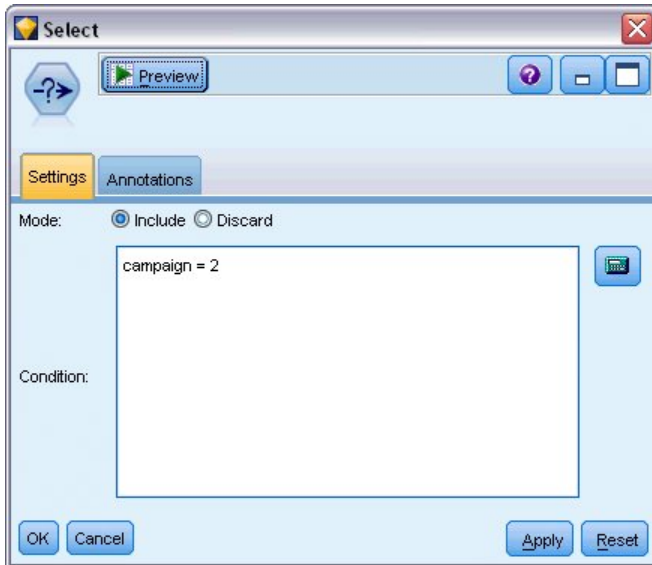 Select
Preview
Settings Annotations
Mode: Include Discard
campaign = 2
Condition:
OK Cancel Apply Reset